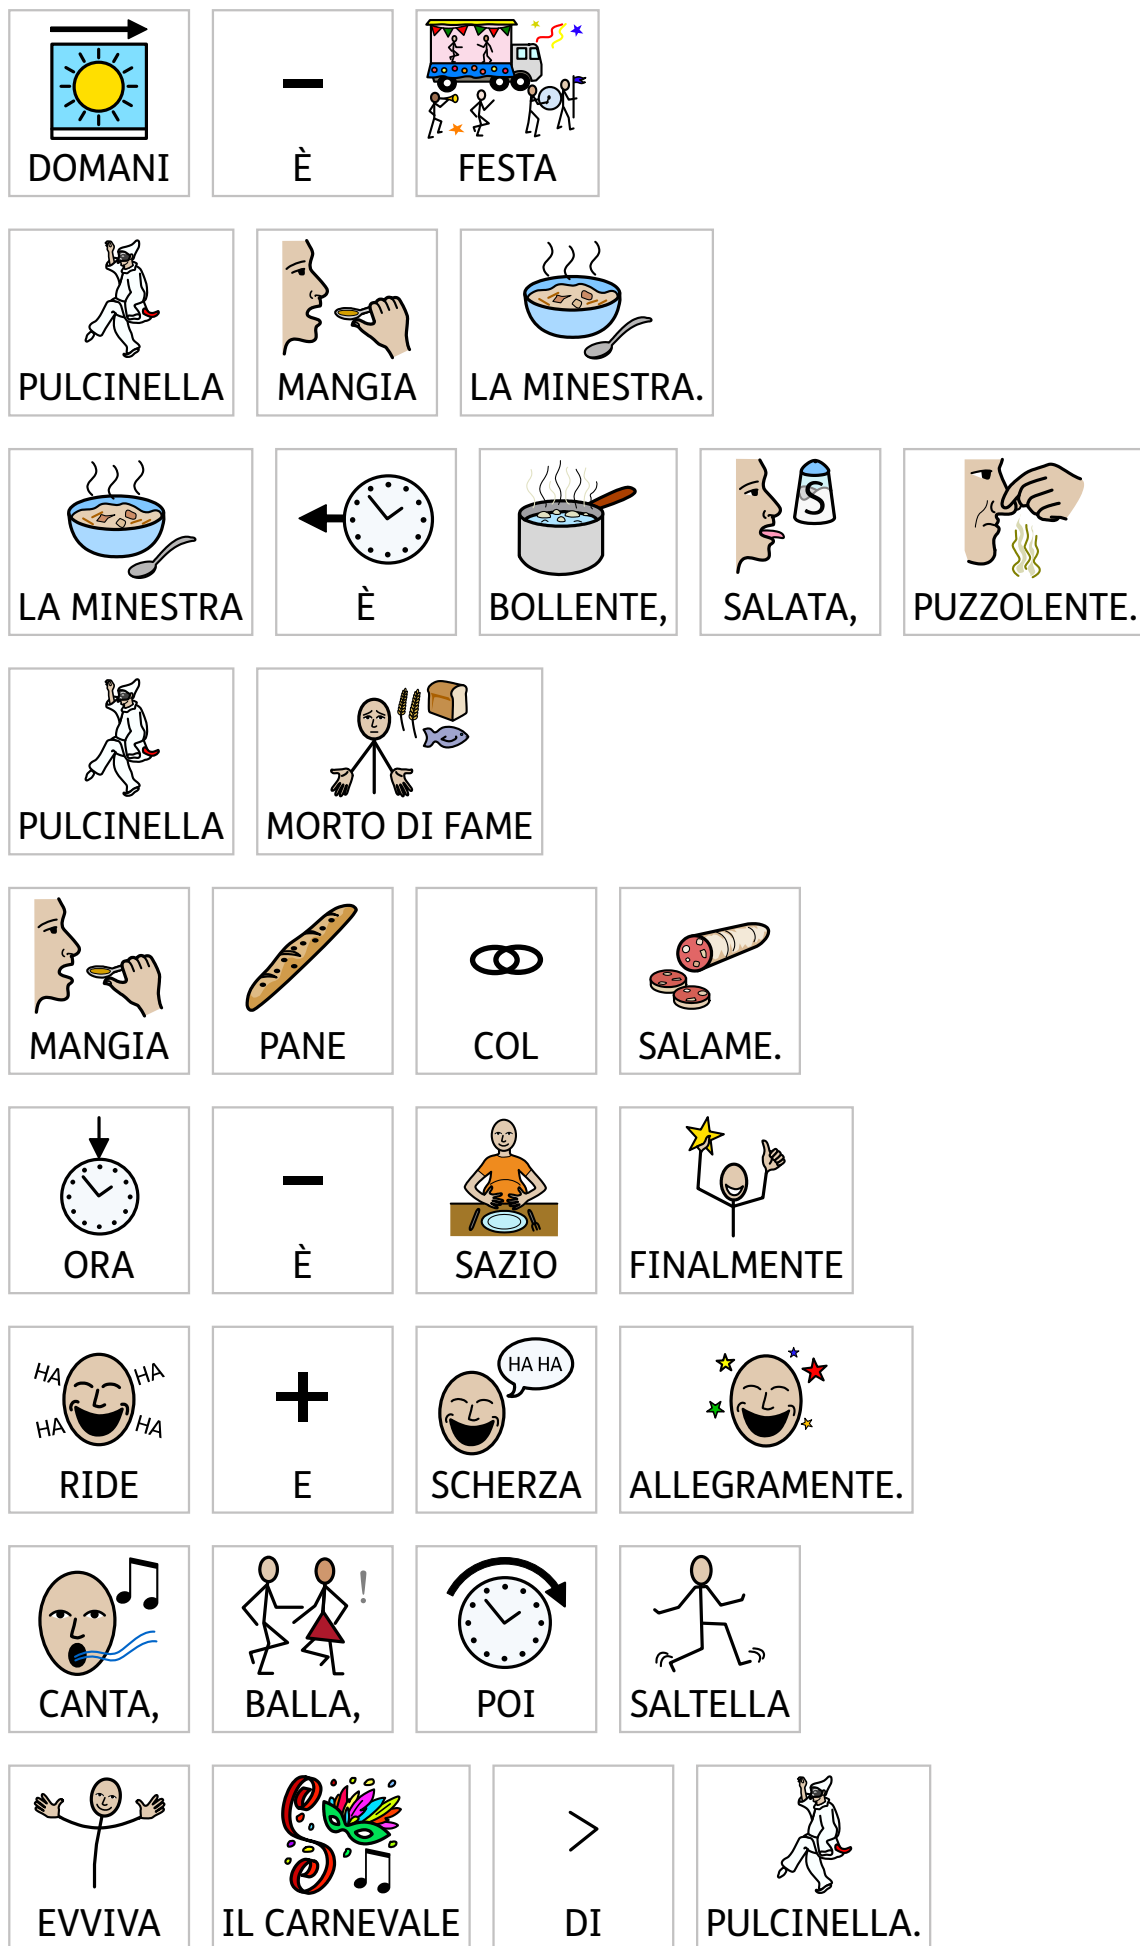 DOMANI È FESTA
PULCINELLA MANGIA LA MINESTRA.
S
LA MINESTRA È BOLLENTE, SALATA, PUZZOLENTE.
PULCINELLA MORTO DI FAME
MANGIA PANE COL SALAME.
ORA È SAZIO FINALMENTE
HA HA HA HA HA HA
RIDE E SCHERZA ALLEGRAMENTE.
!
CANTA, BALLA, POI SALTELLA
EVVIVA IL CARNEVALE DI PULCINELLA.